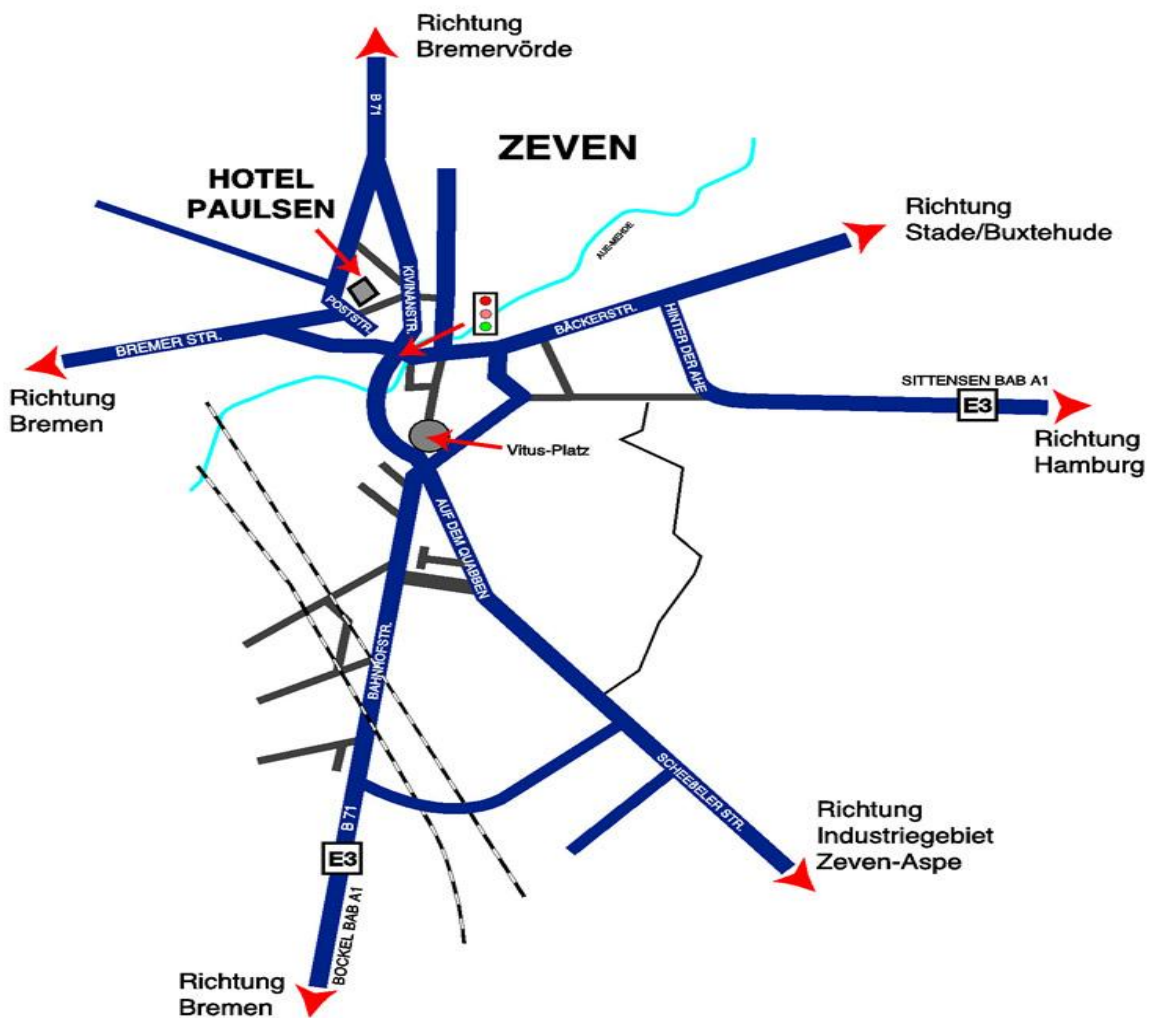 Richtung
Bremervörde
B 71
ZEVEN
HOTEL
PAULSEN
AUE-MEHDE
Richtung
Stade/Buxtehude
KIVINANSTR.
POSTSTR.
BREMER STR.
BÄCKERSTR.
HINTER DER AHE
Richtung
Bremen
SITTENSEN BAB A1
E3
Richtung
Hamburg
Vitus-Platz
AUF DEM QUABBEN
BAHNHOFSTR.
SCHEEßELER STR.
B 71
E3
BOCKEL BAB A1
Richtung
Industriegebiet
Zeven-Aspe
Richtung
Bremen